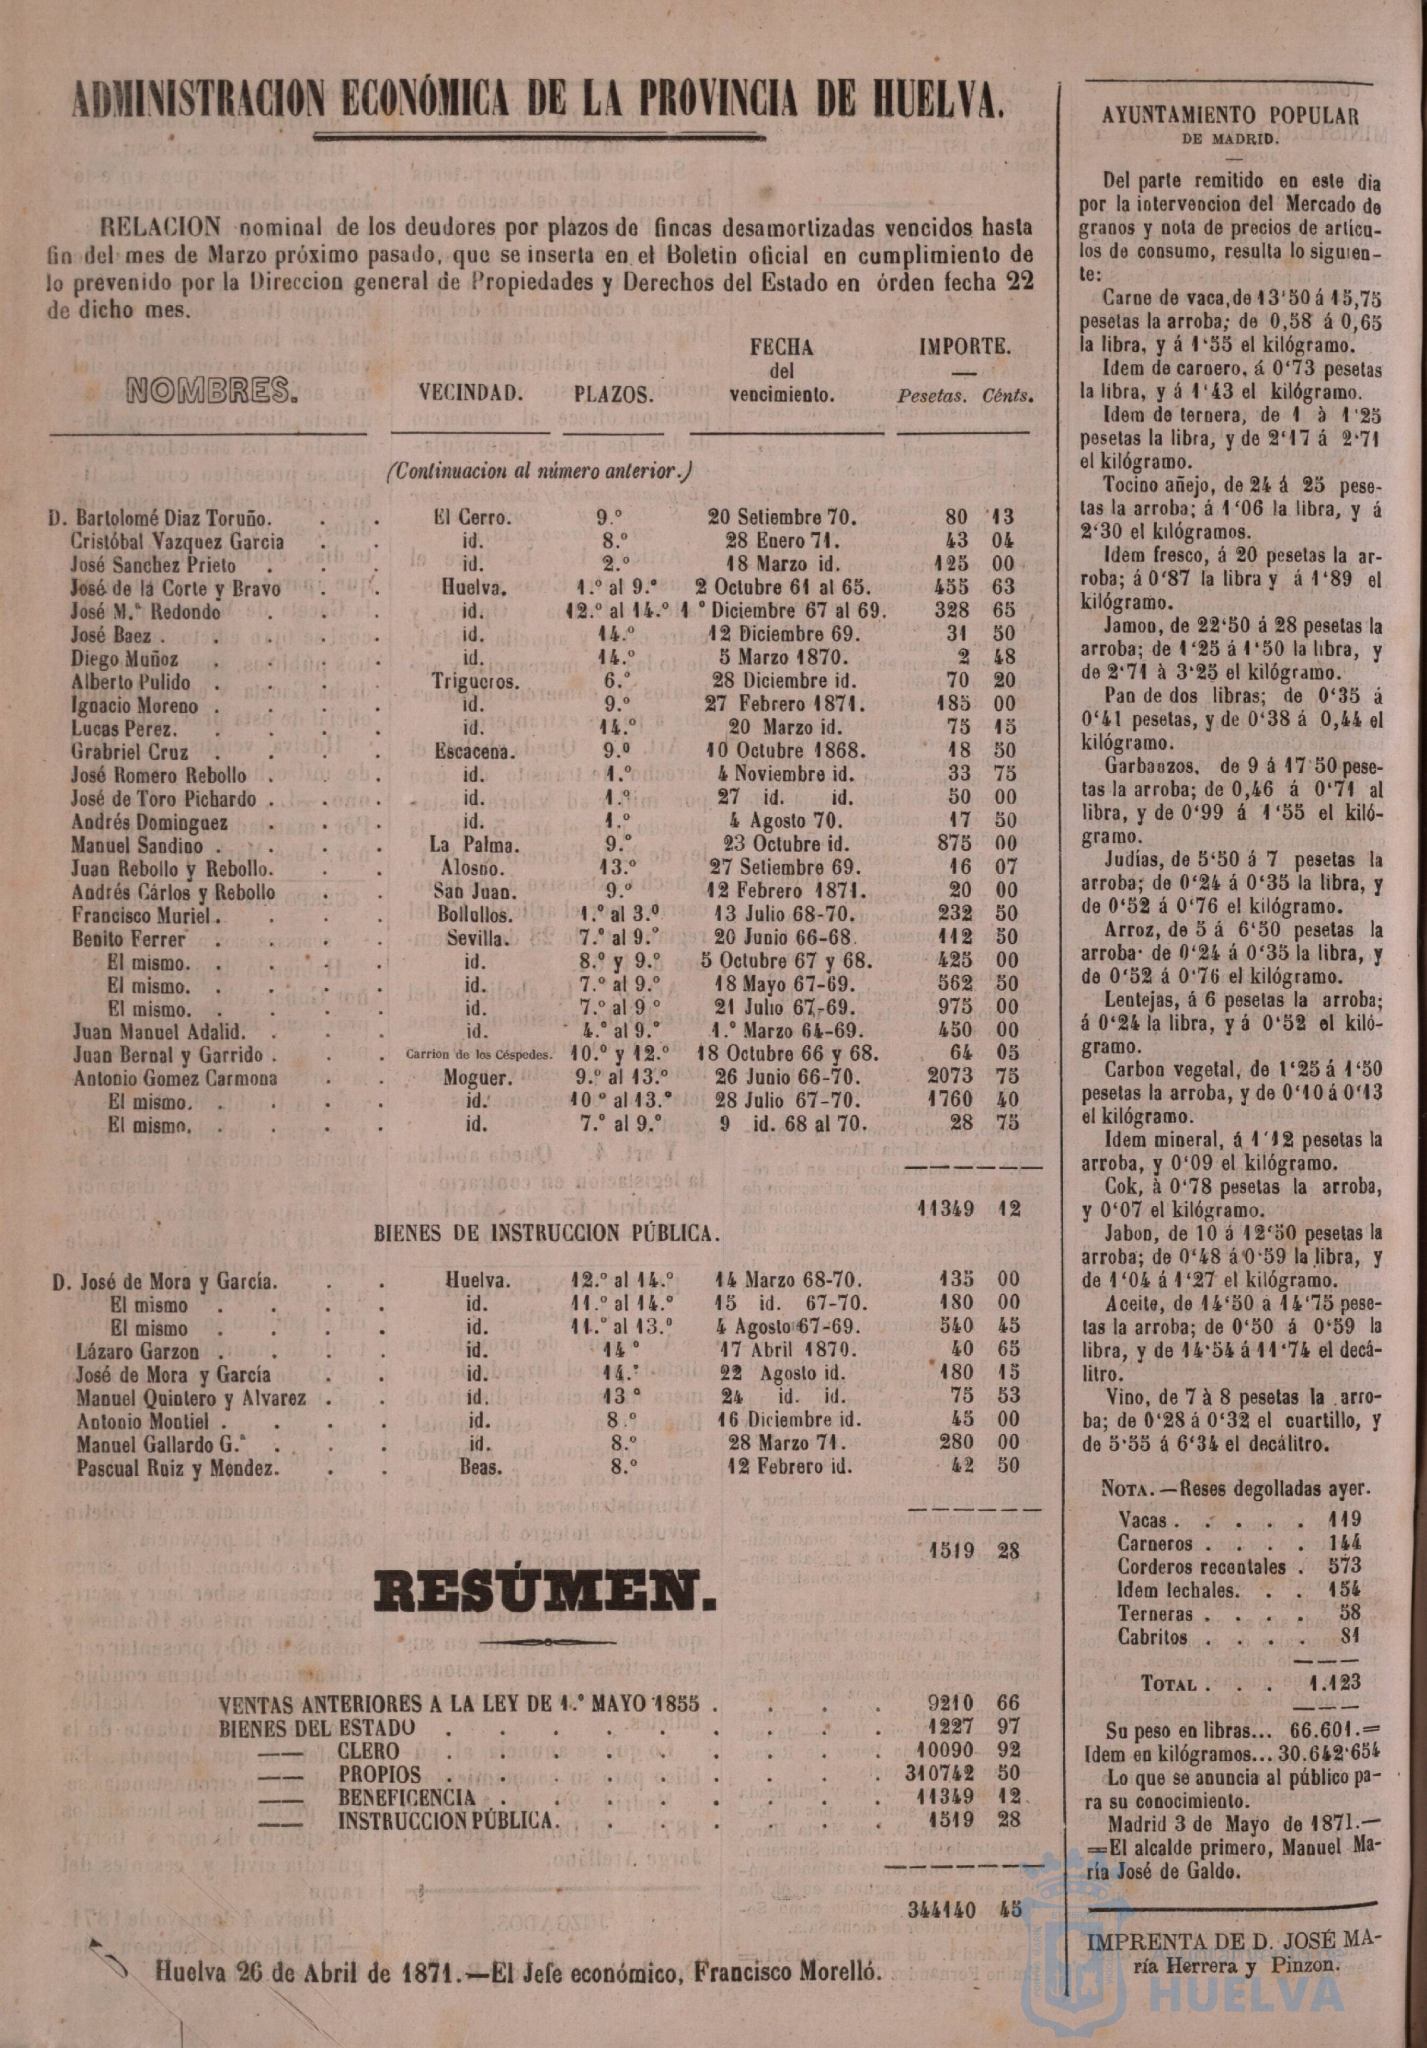 ADMINISTRACION ECONÓMICA DE LA PROVINCIA DE HUELVA.
RELACION nominal de los deudores por plazos de fincas desamortizadas vencidos hasta
fin del mes de Marzo próximo pasado, que se inserta en el Boletin oficial en cumplimiento de
lo prevenido por la Direccion general de Propiedades y Derechos del Estado en órden fecha 22
de dicho mes.
NOMBRES. VECINDAD. PLAZOS. FECHA del vencimiento. IMPORTE. Pesetas. Cénts.
(Continuacion al número anterior.)
D. Bartolomé Diaz Toruño. . . El Cerro. 9.º 20 Setiembre 70. 80 13
Cristóbal Vazquez Garcia . . id. 8.º 28 Enero 71. 43 04
José Sanchez Prieto . . . id. 2.º 18 Marzo id. 125 00
José de la Corte y Bravo . . Huelva. 1.º al 9.º 2 Octubre 61 al 65. 455 63
José M.ª Redondo . . . id. 12.º al 14.º 1 º Diciembre 67 al 69. 328 65
José Baez . . . . . id. 14.º 12 Diciembre 69. 31 50
Diego Muñoz . . . . id. 14.º 5 Marzo 1870. 2 48
Alberto Pulido . . . . Trigueros. 6.º 28 Diciembre id. 70 20
Ignacio Moreno . . . . id. 9.º 27 Febrero 1871. 185 00
Lucas Perez. . . . . id. 14.º 20 Marzo id. 75 15
Grabriel Cruz . . . . Escacena. 9.º 10 Octubre 1868. 18 50
José Romero Rebollo . . . id. 1.º 4 Noviembre id. 33 75
José de Toro Pichardo . . . id. 1.º 27 id. id. 50 00
Andrés Dominguez . . . id. 1.º 4 Agosto 70. 17 50
Manuel Sandino . . . . La Palma. 9.º 23 Octubre id. 875 00
Juan Rebollo y Rebollo. . . Alosno. 13.º 27 Setiembre 69. 16 07
Andrés Cárlos y Rebollo . . San Juan. 9.º 12 Febrero 1871. 20 00
Francisco Muriel. . . . Bollullos. 1.º al 3.º 13 Julio 68-70. 232 50
Benito Ferrer . . . . Sevilla. 7.º al 9.º 20 Junio 66-68. 112 50
El mismo. . . . . id. 8.º y 9.º 5 Octubre 67 y 68. 425 00
El mismo. . . . . id. 7.º al 9.º 18 Mayo 67-69. 562 50
El mismo. . . . . id. 7.º al 9 º 21 Julio 67-69. 975 00
Juan Manuel Adalid. . . . id. 4.º al 9.º 1.º Marzo 64-69. 450 00
Juan Bernal y Garrido . . . Carrion de los Céspedes. 10.º y 12.º 18 Octubre 66 y 68. 64 05
Antonio Gomez Carmona . . Moguer. 9.º al 13.º 26 Junio 66-70. 2073 75
El mismo. . . . . id. 10 º al 13.º 28 Julio 67-70. 1760 40
El mismo. . . . . id. 7.º al 9.º 9 id. 68 al 70. 28 75
11349 12
BIENES DE INSTRUCCION PÚBLICA.
D. José de Mora y García. . . Huelva. 12.º al 14.º 14 Marzo 68-70. 135 00
El mismo . . . . id. 11.º al 14.º 15 id. 67-70. 180 00
El mismo . . . . id. 11.º al 13.º 4 Agosto 67-69. 540 45
Lázaro Garzon . . . . id. 14 º 17 Abril 1870. 40 65
José de Mora y García . . id. 14.º 22 Agosto id. 180 15
Manuel Quintero y Alvarez . . id. 13 º 24 id. id. 75 53
Antonio Montiel . . . . id. 8.º 16 Diciembre id. 45 00
Manuel Gallardo G.ª . . . id. 8.º 28 Marzo 71. 280 00
Pascual Ruiz y Mendez. . . Beas. 8.º 12 Febrero id. 42 50
1519 28
RESÚMEN.
VENTAS ANTERIORES A LA LEY DE 1.º MAYO 1855 . . . . 9210 66
BIENES DEL ESTADO . . . . . . . . . 1227 97
—— CLERO . . . . . . . . . 10090 92
—— PROPIOS . . . . . . . . . 310742 50
—— BENEFICENCIA . . . . . . . . 11349 12
—— INSTRUCCION PÚBLICA. . . . . . . 1519 28
344140 45
Huelva 26 de Abril de 1871.—El Jefe económico, Francisco Morelló.
AYUNTAMIENTO POPULAR
DE MADRID.
Del parte remitido en este dia
por la intervencion del Mercado de
granos y nota de precios de artícu-
los de consumo, resulta lo siguien-
te:
Carne de vaca, de 13'50 á 15,75
pesetas la arroba; de 0,58 á 0,65
la libra, y á 1'55 el kilógramo.
Idem de carnero, á 0'73 pesetas
la libra, y á 1'43 el kilógramo.
Idem de ternera, de 1 à 1'25
pesetas la libra, y de 2'17 á 2'71
el kilógramo.
Tocino añejo, de 24 á 25 pese-
tas la arroba; á 1'06 la libra, y á
2'30 el kilógramos.
Idem fresco, á 20 pesetas la ar-
roba; á 0'87 la libra y á 1'89 el
kilógramo.
Jamon, de 22'50 á 28 pesetas la
arroba; de 1'25 á 1'50 la libra, y
de 2'71 à 3'25 el kilógramo.
Pan de dos libras; de 0'35 á
0'41 pesetas, y de 0'38 á 0,44 el
kilógramo.
Garbanzos, de 9 á 17'50 pese-
tas la arroba; de 0,46 á 0'71 al
libra, y de 0'99 á 1'55 el kiló-
gramo.
Judías, de 5'50 á 7 pesetas la
arroba; de 0'24 á 0'35 la libra, y
de 0'52 á 0'76 el kilógramo.
Arroz, de 5 á 6'50 pesetas la
arroba· de 0'24 á 0'35 la libra, y
de 0'52 á 0'76 el kilógramo.
Lentejas, á 6 pesetas la arroba;
á 0'24 la libra, y á 0'52 el kiló-
gramo.
Carbon vegetal, de 1'25 á 1'50
pesetas la arroba, y de 0'10 á 0'13
el kilógramo.
Idem mineral, á 1'12 pesetas la
arroba, y 0'09 el kilógramo.
Cok, à 0'78 pesetas la arroba,
y 0'07 el kilógramo.
Jabon, de 10 á 12'50 pesetas la
arroba; de 0'48 á 0'59 la libra, y
de 1'04 á 1'27 el kilógramo.
Aceite, de 14'50 a 14'75 pese-
tas la arroba; de 0'50 á 0'59 la
libra, y de 14'54 á 11'74 el decá-
litro.
Vino, de 7 à 8 pesetas la arro-
ba; de 0'28 á 0'32 el cuartillo, y
de 5'55 á 6'34 el decálitro.
NOTA.—Reses degolladas ayer.
Vacas . . . . . 119
Carneros . . . . 144
Corderos recentales . 573
Idem lechales. . . 154
Terneras . . . . 58
Cabritos . . . . 81
TOTAL . . . 1.123
Su peso en libras... 66.601.=
Idem en kilógramos... 30.642'654
Lo que se anuncia al público pa-
ra su conocimiento.
Madrid 3 de Mayo de 1871.—
=El alcalde primero, Manuel Ma-
ría José de Galdo.
IMPRENTA DE D. JOSÉ MA-
ría Herrera y Pinzon.
HUELVA